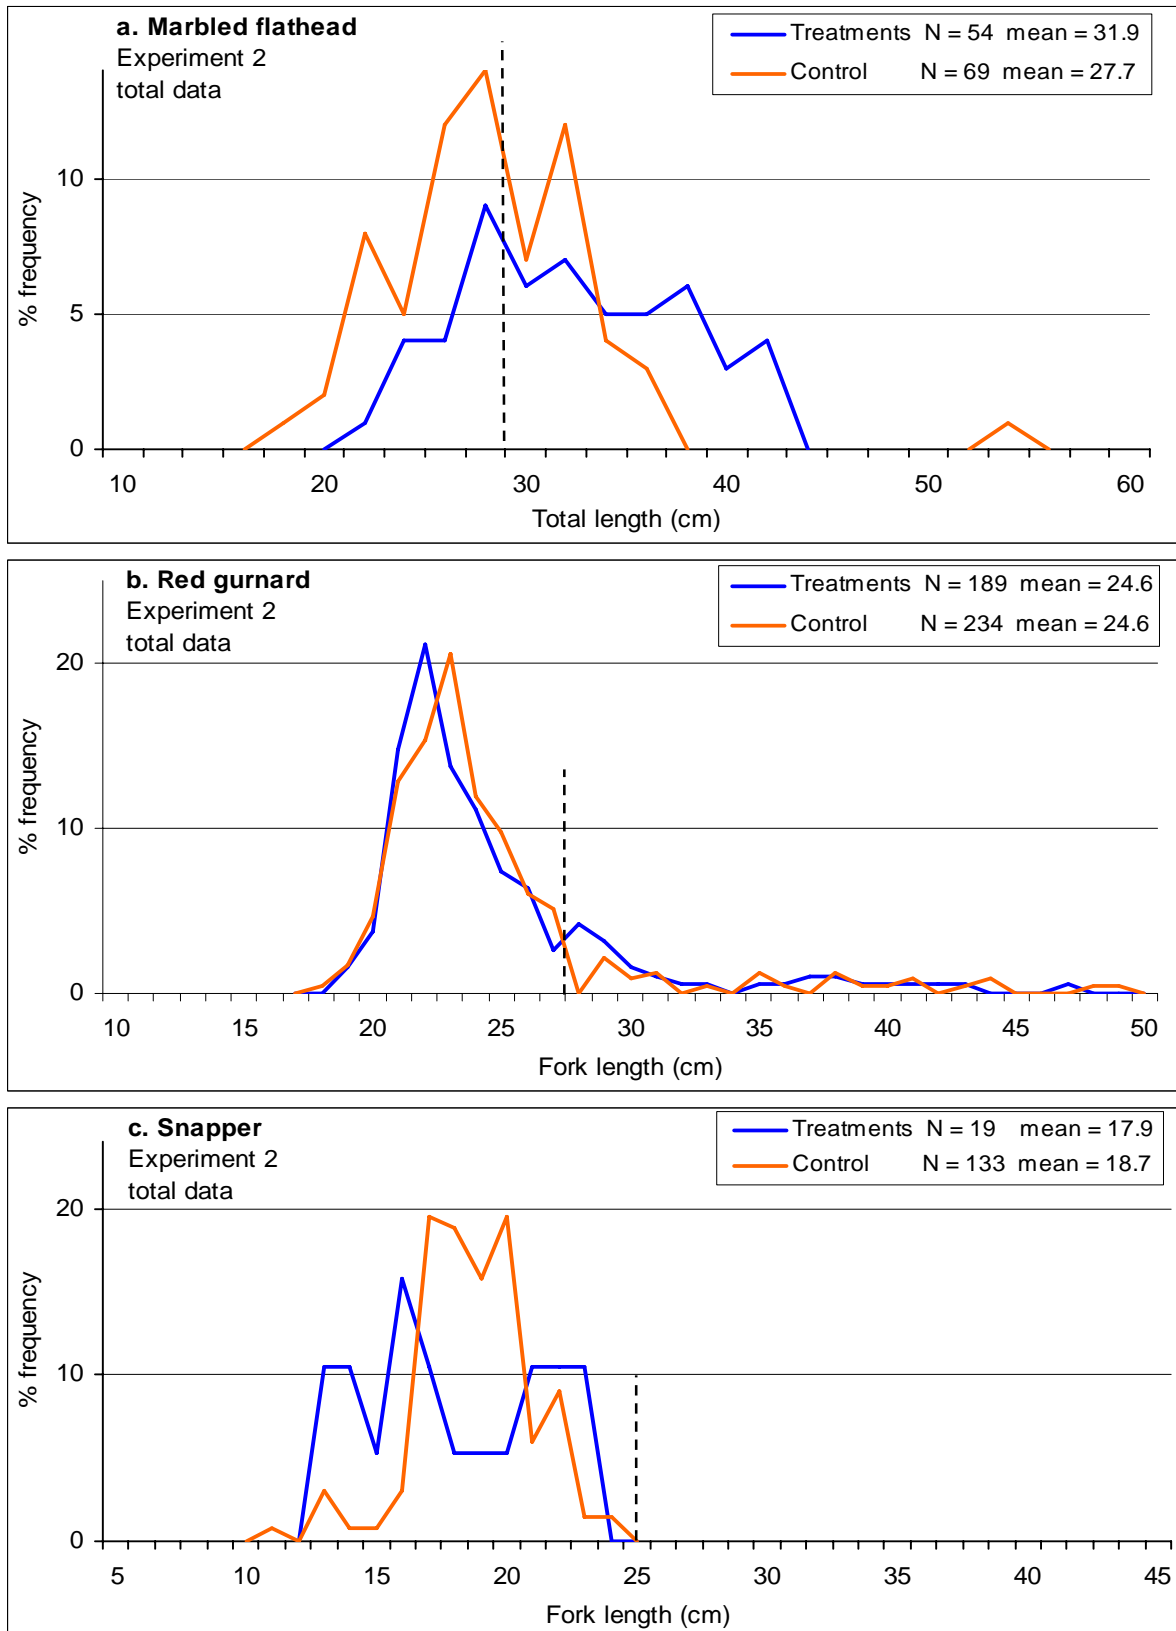 a. Marbled flathead
Experiment 2
total data
Treatments N = 54 mean = 31.9
Control N = 69 mean = 27.7
% frequency
10
5
0
10 20 30 40 50 60
Total length (cm)
b. Red gurnard
Experiment 2
total data
Treatments N = 189 mean = 24.6
Control N = 234 mean = 24.6
% frequency
20
10
0
10 15 20 25 30 35 40 45 50
Fork length (cm)
c. Snapper
Experiment 2
total data
Treatments N = 19 mean = 17.9
Control N = 133 mean = 18.7
% frequency
20
10
0
5 10 15 20 25 30 35 40 45
Fork length (cm)